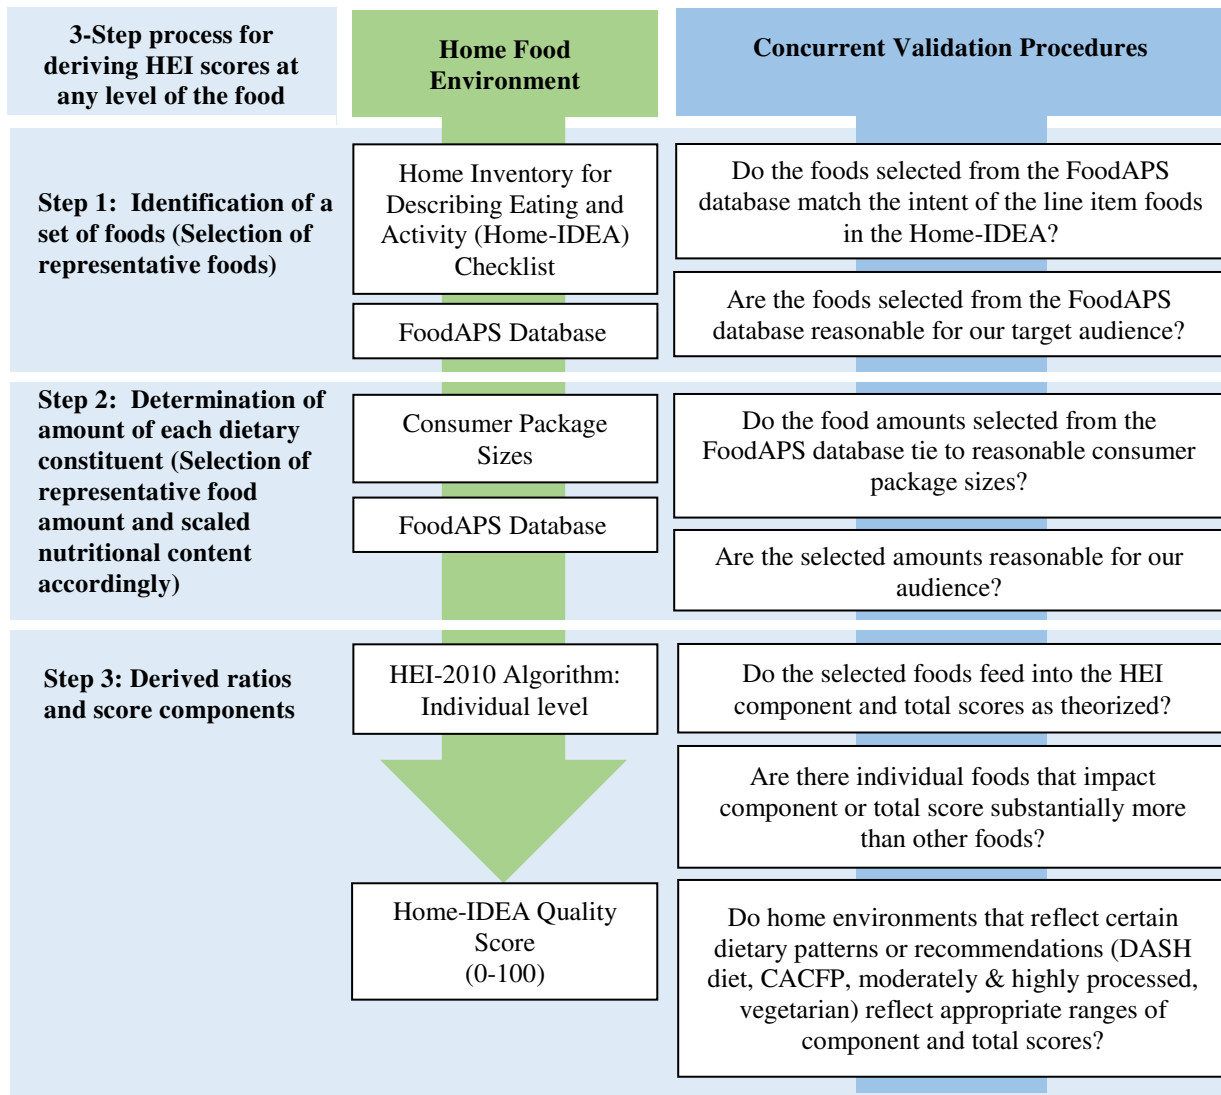 3-Step process for
deriving HEI scores at
any level of the food
Home Food
Environment
Concurrent Validation Procedures
Step 1:  Identification of a
set of foods (Selection of
representative foods)
Home Inventory for
Describing Eating and
Activity (Home-IDEA)
Checklist
FoodAPS Database
Do the foods selected from the FoodAPS
database match the intent of the line item foods
in the Home-IDEA?
Are the foods selected from the FoodAPS
database reasonable for our target audience?
Step 2:  Determination of
amount of each dietary
constituent (Selection of
representative food
amount and scaled
nutritional content
accordingly)
Consumer Package
Sizes
FoodAPS Database
Do the food amounts selected from the
FoodAPS database tie to reasonable consumer
package sizes?
Are the selected amounts reasonable for our
audience?
Step 3: Derived ratios
and score components
HEI-2010 Algorithm:
Individual level
Home-IDEA Quality
Score
(0-100)
Do the selected foods feed into the HEI
component and total scores as theorized?
Are there individual foods that impact
component or total score substantially more
than other foods?
Do home environments that reflect certain
dietary patterns or recommendations (DASH
diet, CACFP, moderately & highly processed,
vegetarian) reflect appropriate ranges of
component and total scores?